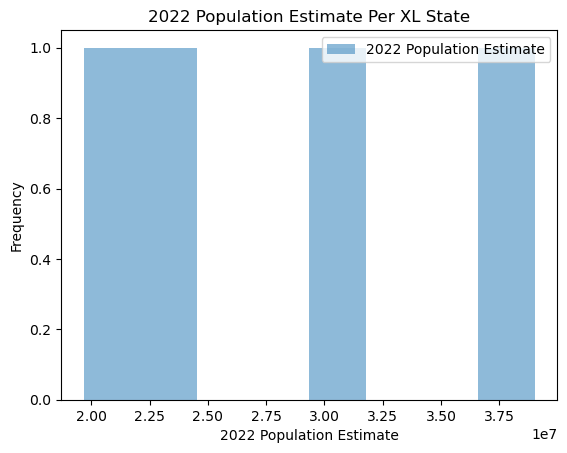 2022 Population Estimate Per XL State
2022 Population Estimate
1.0
0.8
0.6
0.4
0.2
0.0
Frequency
2.00 2.25 2.50 2.75 3.00 3.25 3.50 3.75
1e7
2022 Population Estimate